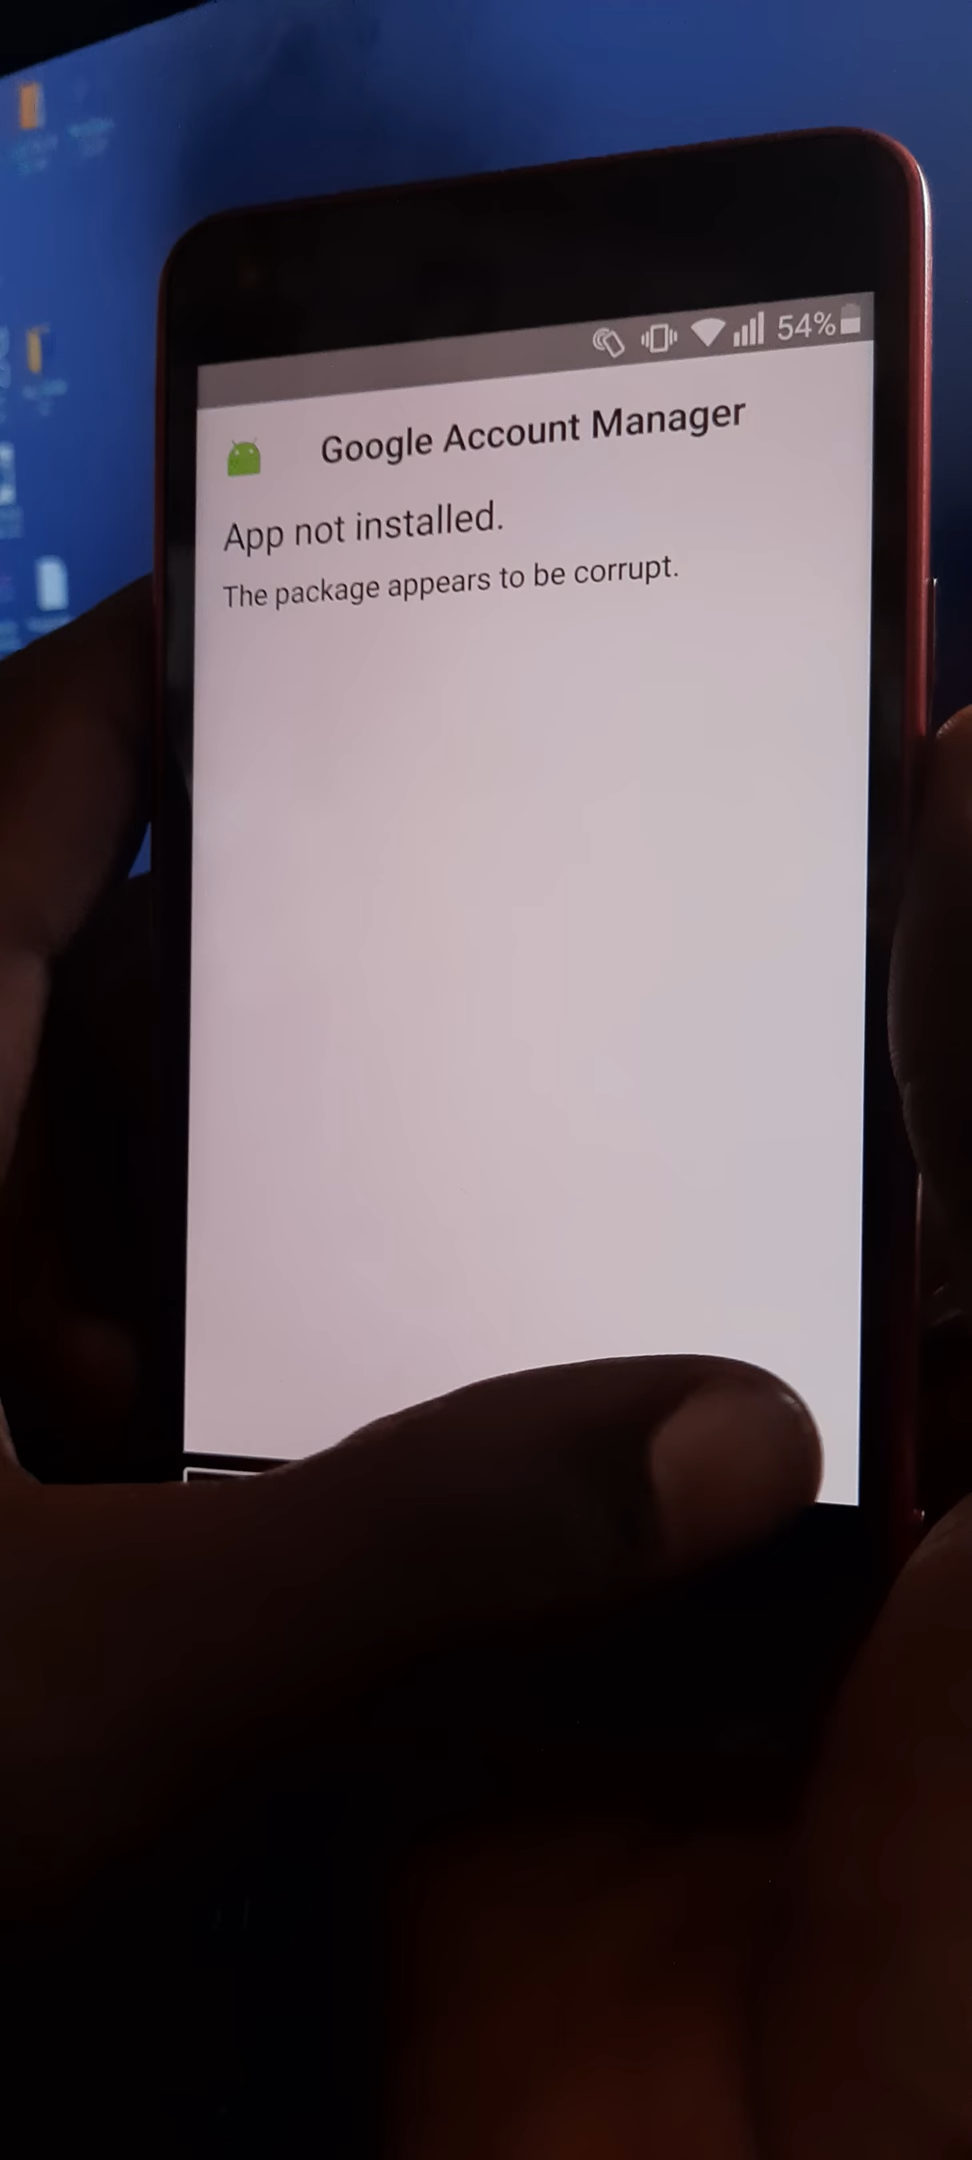 54%
Google Account Manager
App not installed.
The package appears to be corrupt.